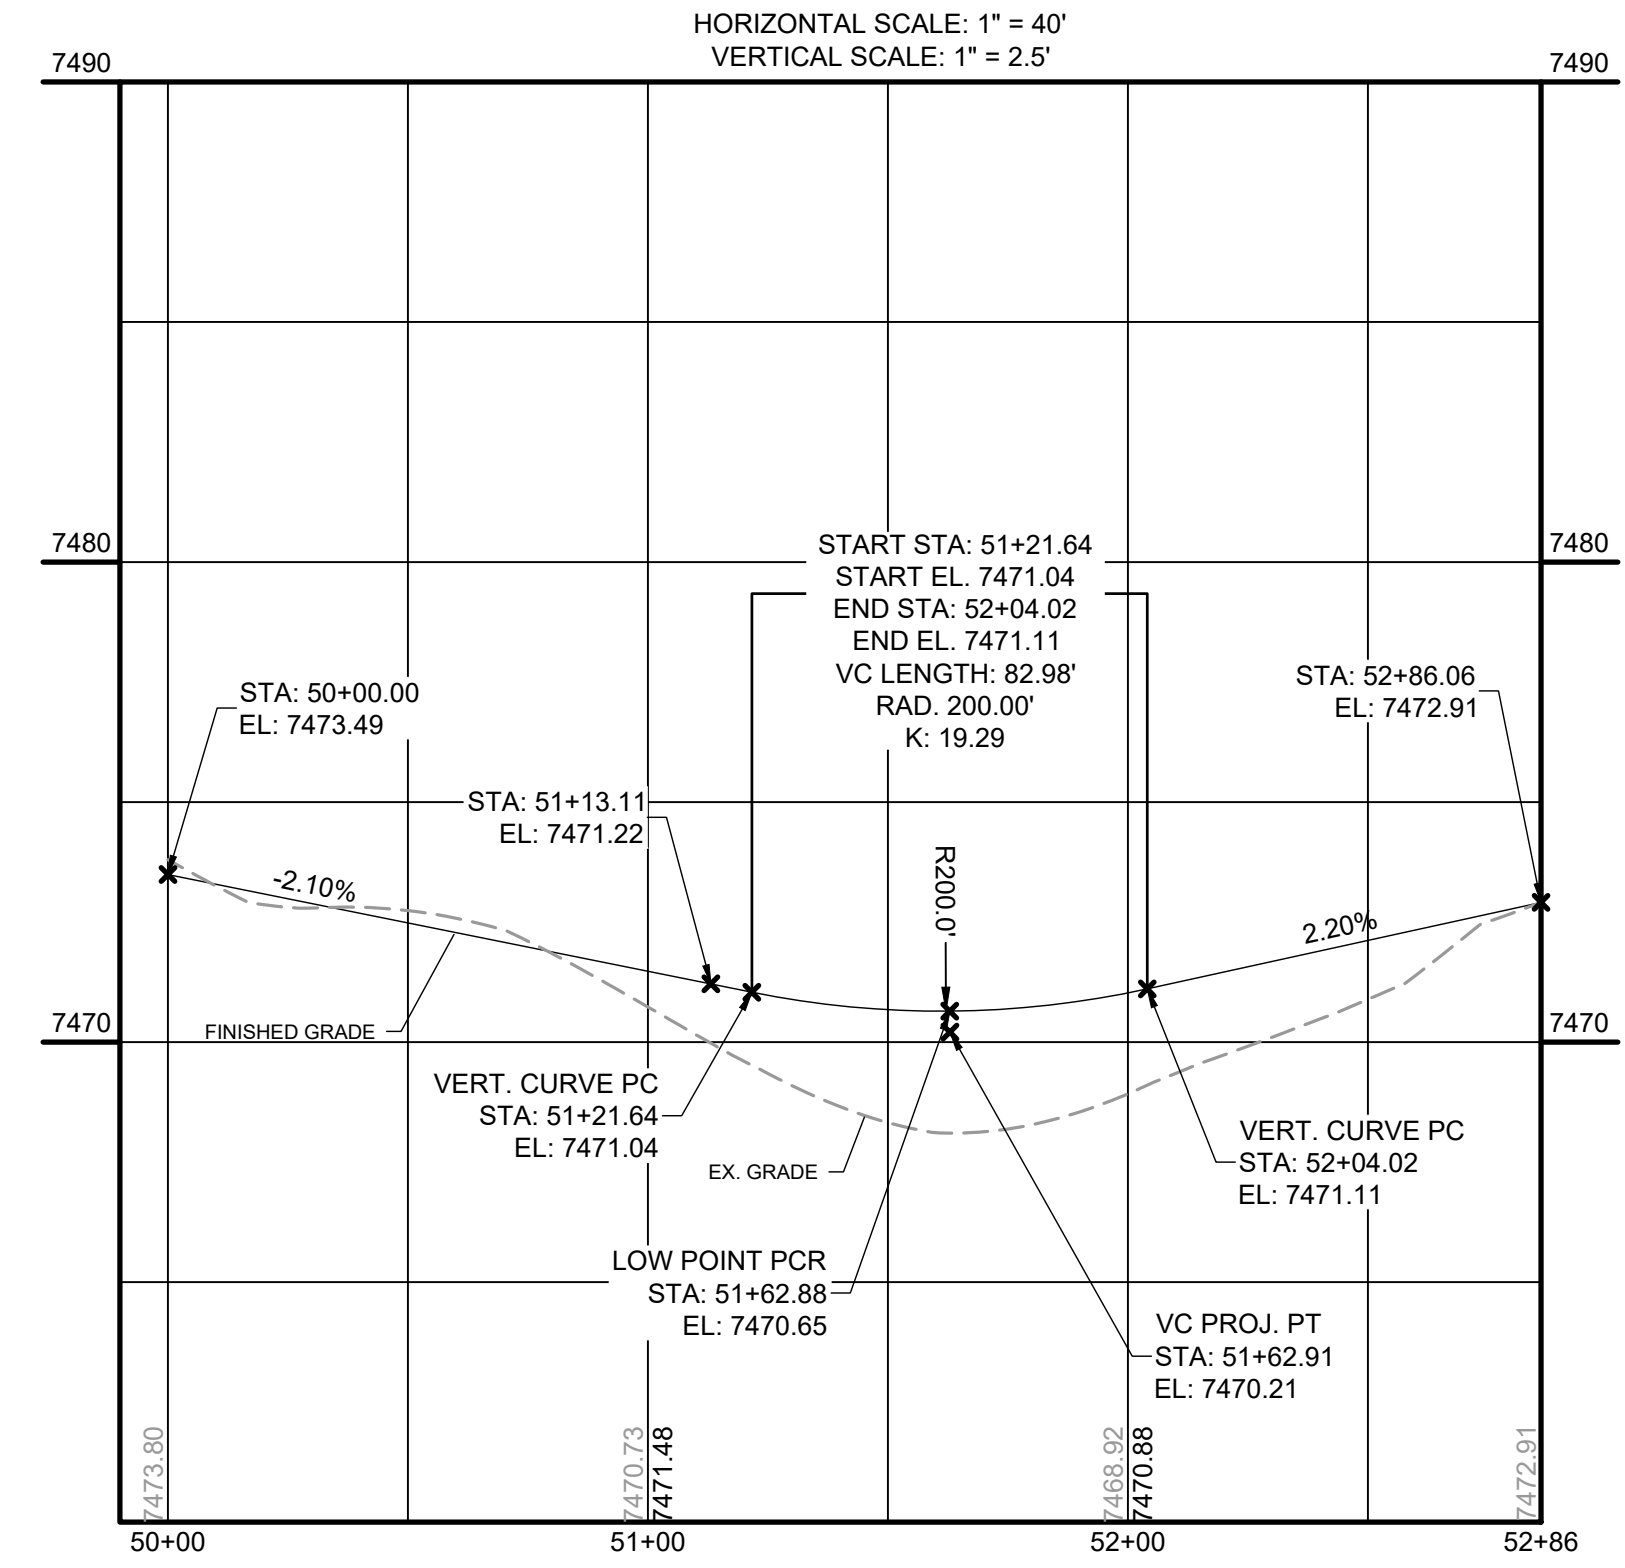 HORIZONTAL SCALE: 1" = 40'
VERTICAL SCALE: 1" = 2.5'
7490
7490
7480
7480
START STA: 51+21.64
START EL. 7471.04
END STA: 52+04.02
END EL. 7471.11
VC LENGTH: 82.98'
RAD. 200.00'
K: 19.29
STA: 50+00.00
EL: 7473.49
STA: 52+86.06
EL: 7472.91
STA: 51+13.11
EL: 7471.22
R200.0'
-2.10%
2.20%
FINISHED GRADE
7470
7470
VERT. CURVE PC
STA: 51+21.64
EL: 7471.04
EX. GRADE
VERT. CURVE PC
STA: 52+04.02
EL: 7471.11
LOW POINT PCR
STA: 51+62.88
EL: 7470.65
VC PROJ. PT
STA: 51+62.91
EL: 7470.21
7473.80
7470.73
7471.48
7468.92
7470.88
7472.91
50+00
51+00
52+00
52+86